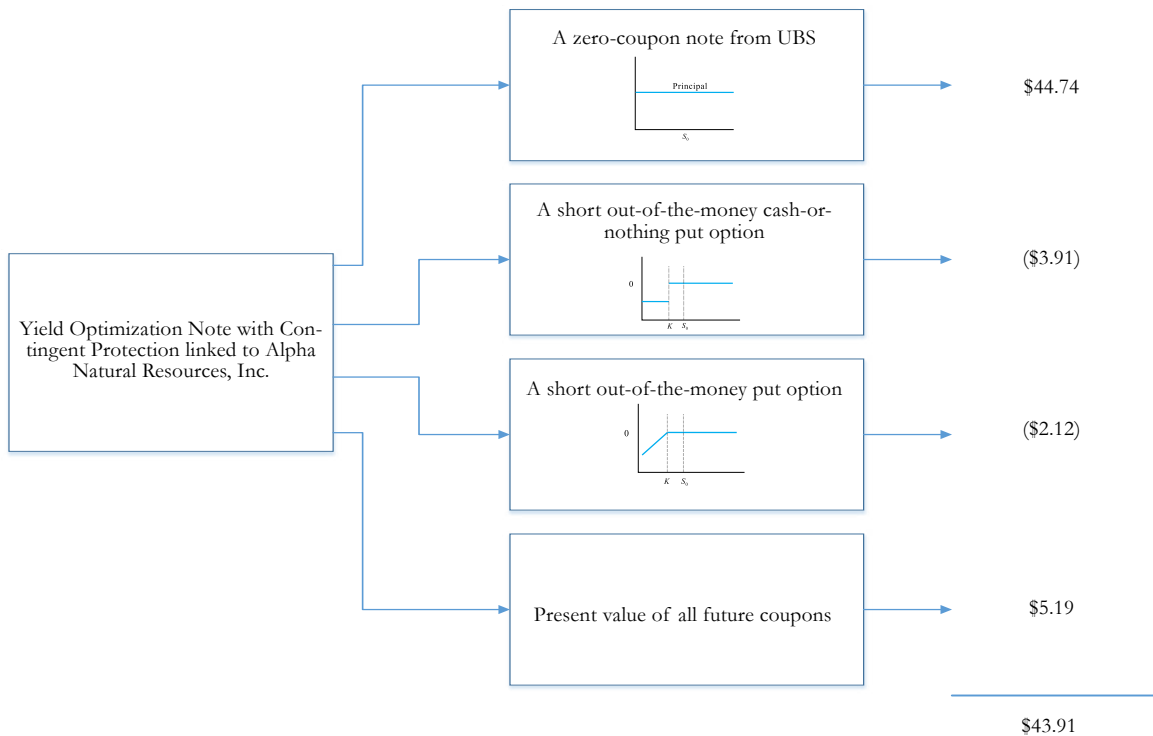 A zero-coupon note from UBS
Principal
S₀
$44.74
A short out-of-the-money cash-or-
nothing put option
0
K
S₀
($3.91)
Yield Optimization Note with Con-
tingent Protection linked to Alpha
Natural Resources, Inc.
A short out-of-the-money put option
0
K
S₀
($2.12)
Present value of all future coupons
$5.19
$43.91